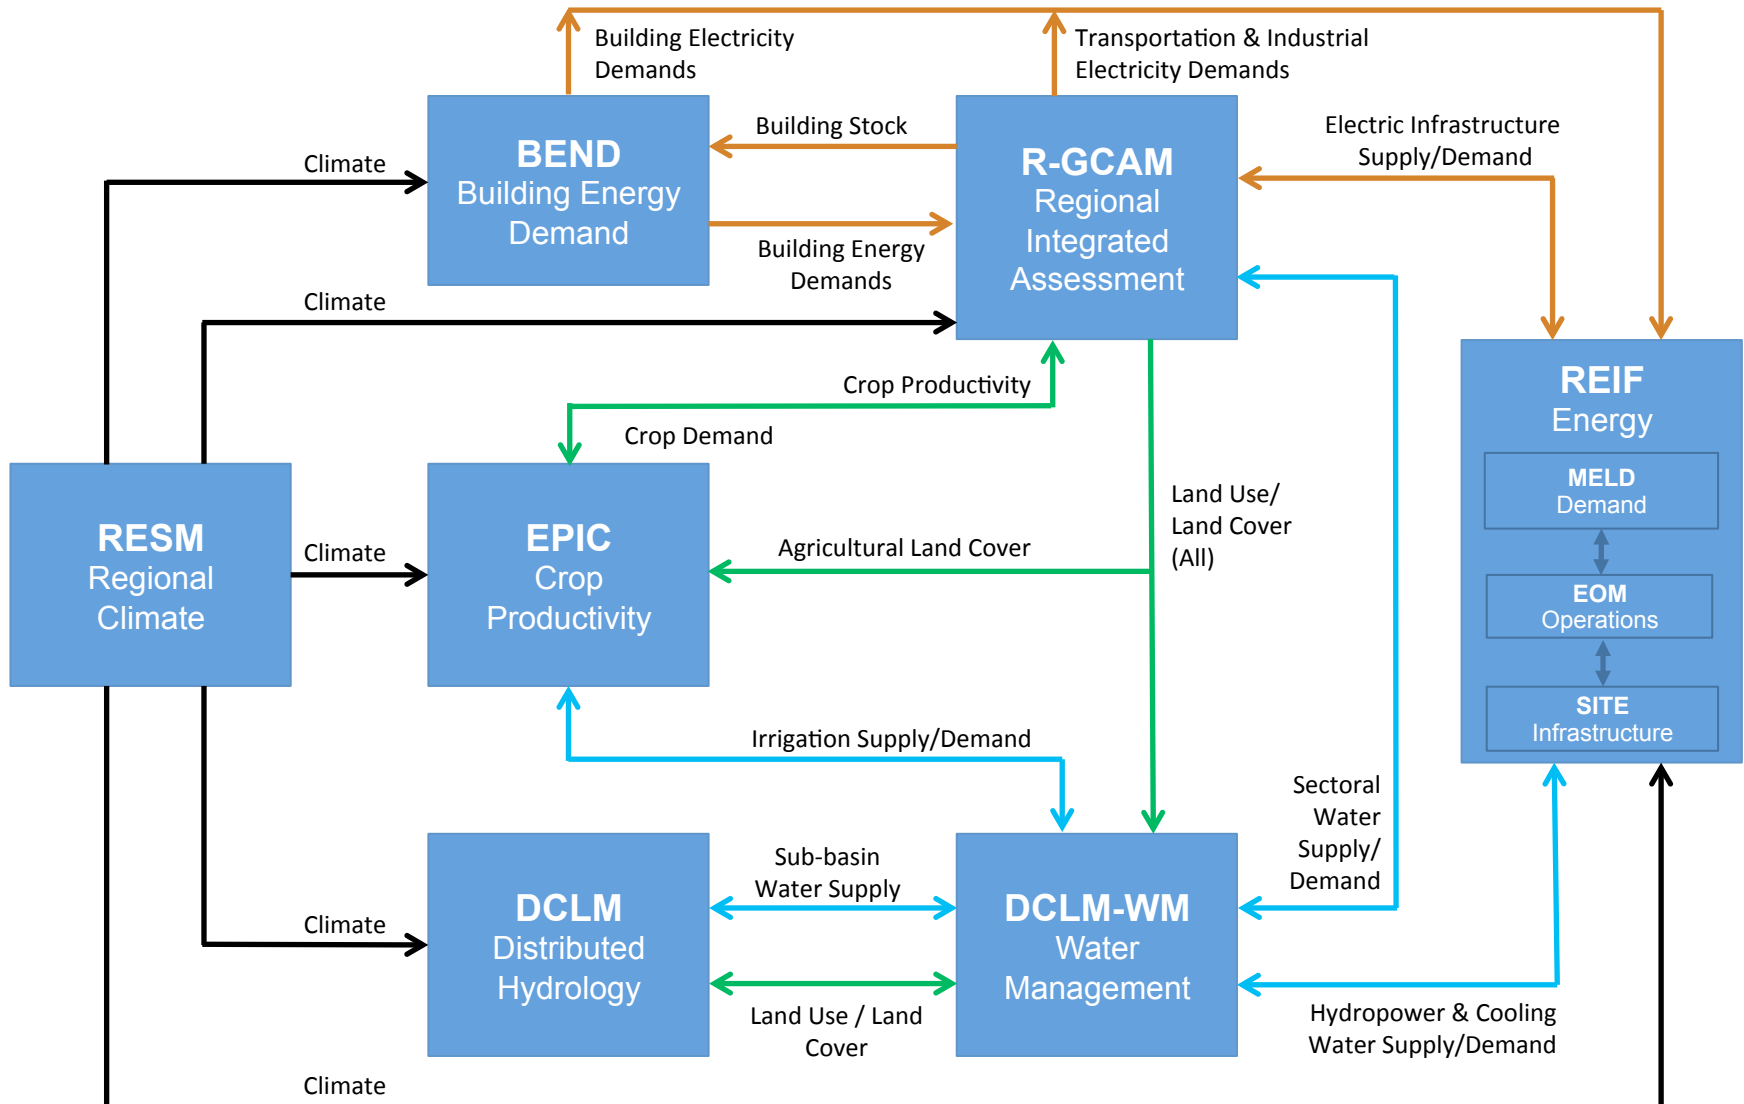 Building Electricity
Demands
Transportation & Industrial
Electricity Demands
BEND
Building Energy
Demand
Building Stock
Building Energy
Demands
R-GCAM
Regional
Integrated
Assessment
Electric Infrastructure
Supply/Demand
Climate
Climate
Crop Productivity
Crop Demand
REIF
Energy
MELD
Demand
EOM
Operations
SITE
Infrastructure
RESM
Regional
Climate
Climate
EPIC
Crop
Productivity
Agricultural Land Cover
Land Use/
Land Cover
(All)
Irrigation Supply/Demand
Sectoral
Water
Supply/
Demand
Climate
DCLM
Distributed
Hydrology
Sub-basin
Water Supply
Land Use / Land
Cover
DCLM-WM
Water
Management
Hydropower & Cooling
Water Supply/Demand
Climate